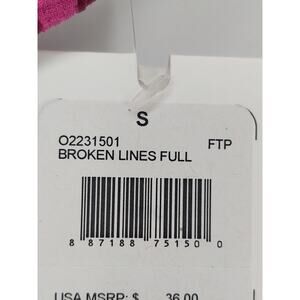 S
O2231501 FTP
BROKEN LINES FULL
8 87188 75150 0
USA MSRP: $ 36.00